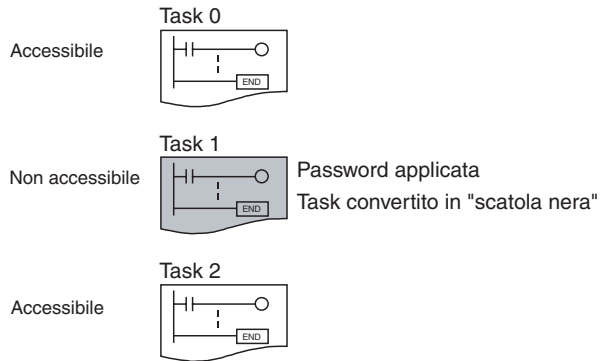 Task 0
Accessibile
END
Task 1
Non accessibile
Password applicata
Task convertito in "scatola nera"
END
Task 2
Accessibile
END